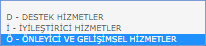 D - DESTEK HİZMETLER
İ - İYİLEŞTİRİCİ HİZMETLER
Ö - ÖNLEYİCİ VE GELİŞİMSEL HİZMETLER